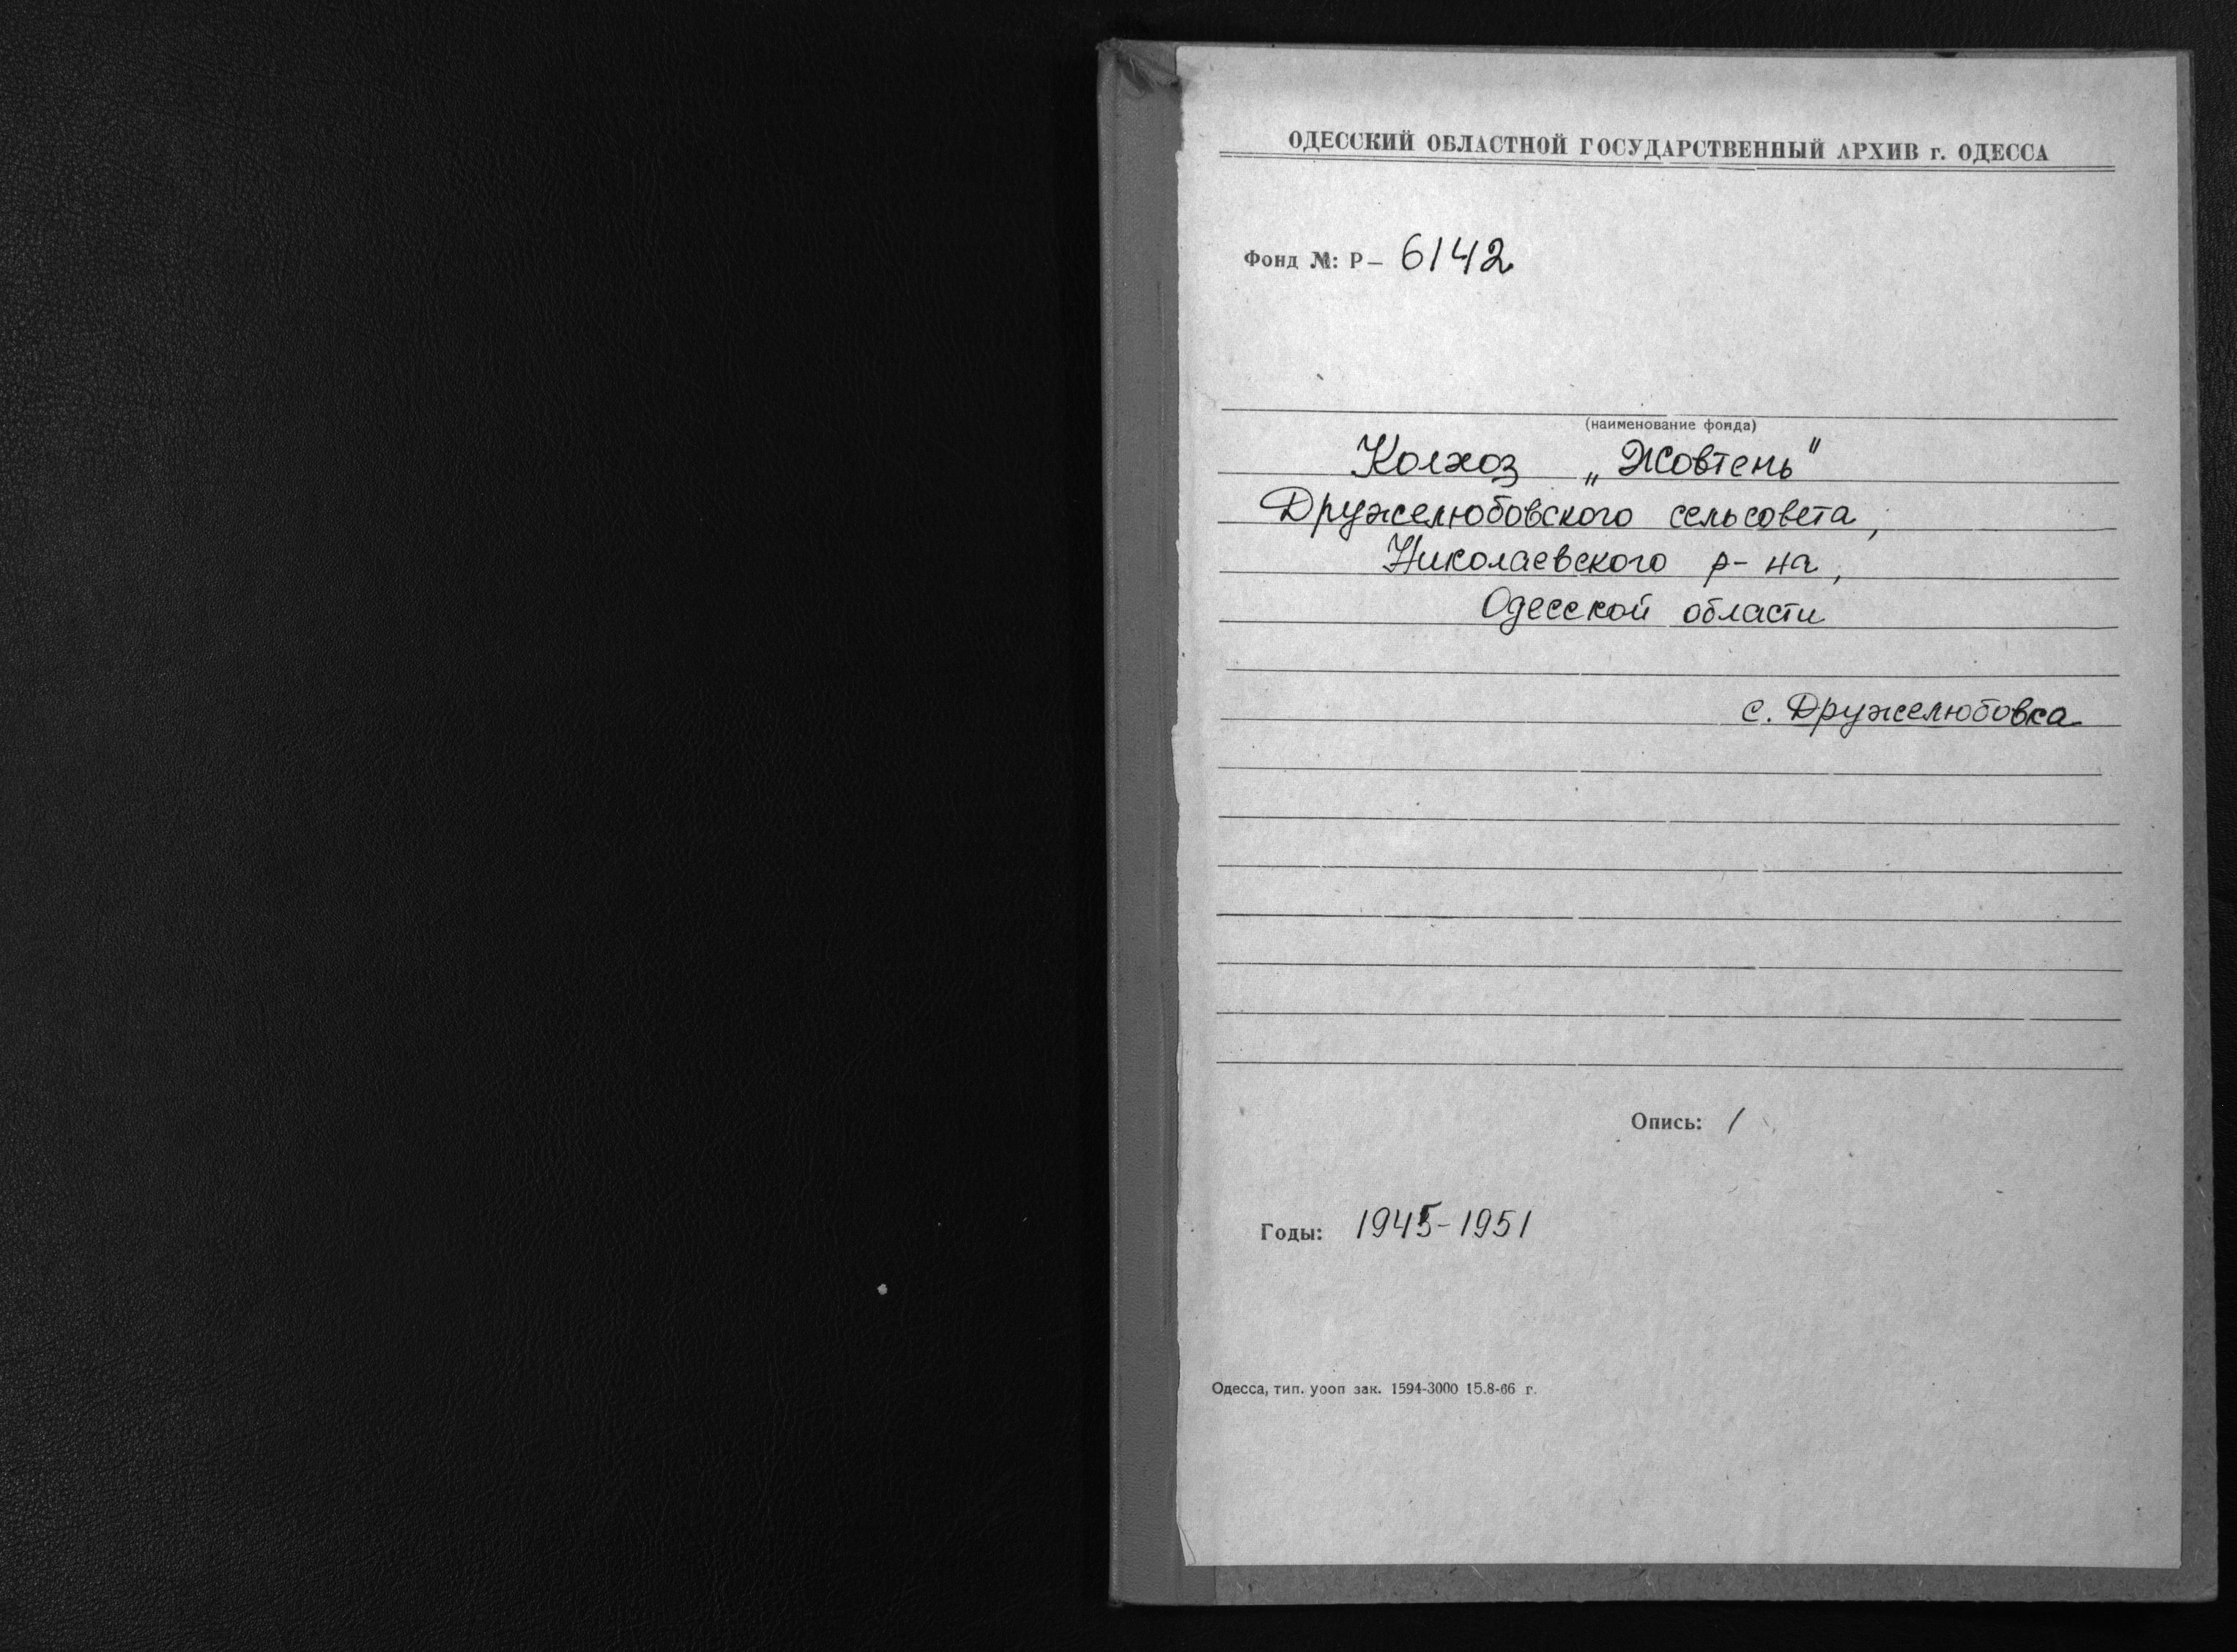 ОДЕССКИЙ ОБЛАСТНОЙ ГОСУДАРСТВЕННЫЙ АРХИВ г. ОДЕССА
Фонд №: Р— 6142
(наименование фонда)
Колхоз „Жовтень"
Дружелюбовского сельсовета,
Николаевского р-на,
Одесской области
с. Дружелюбовка
Опись: 1
Годы: 1945-1951
Одесса, тип. уооп зак. 1594-3000 15.8-66 г.